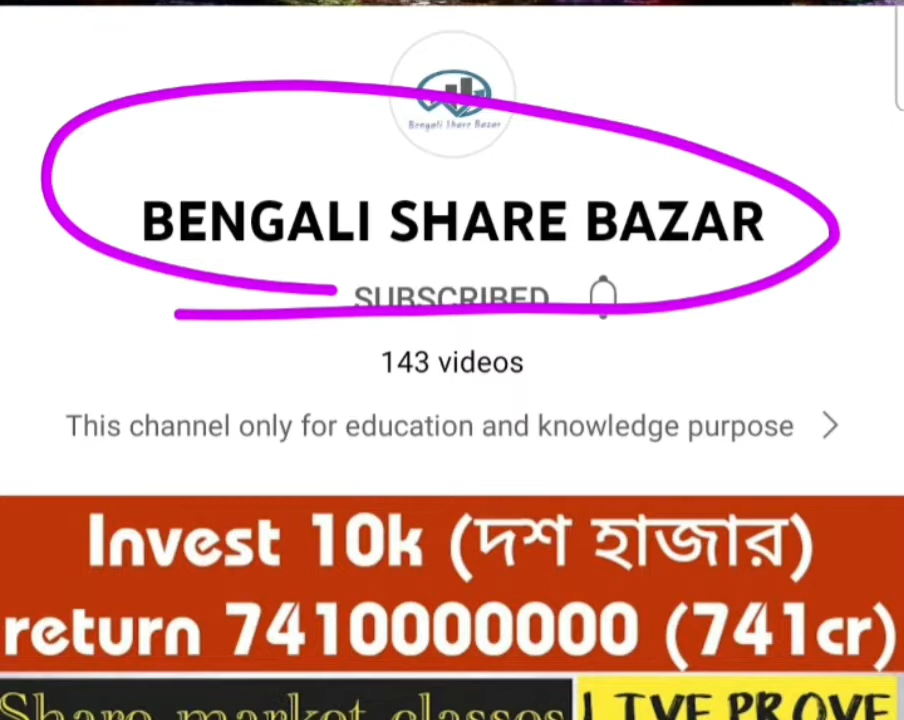 Bengali Share Bazar
BENGALI SHARE BAZAR
SUBSCRIBED
143 videos
This channel only for education and knowledge purpose
Invest 10k (দশ হাজার)
return 7410000000 (741cr)
Share market classes LIVE PROVE